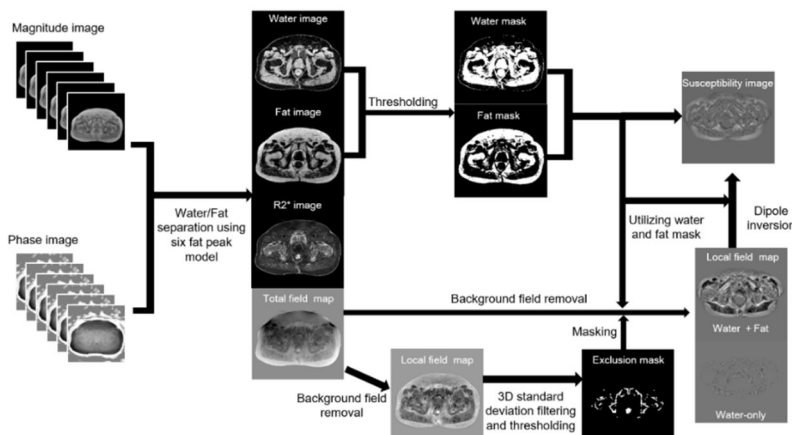 Magnitude image
Phase image
Water/Fat
separation using
six fat peak
model
Water image
Fat image
R2* image
Total field map
Thresholding
Water mask
Fat mask
Background field removal
Background field
removal
Local field map
3D standard
deviation filtering
and thresholding
Masking
Exclusion mask
Utilizing water
and fat mask
Susceptibility image
Dipole
inversion
Local field map
Water + Fat
Water-only